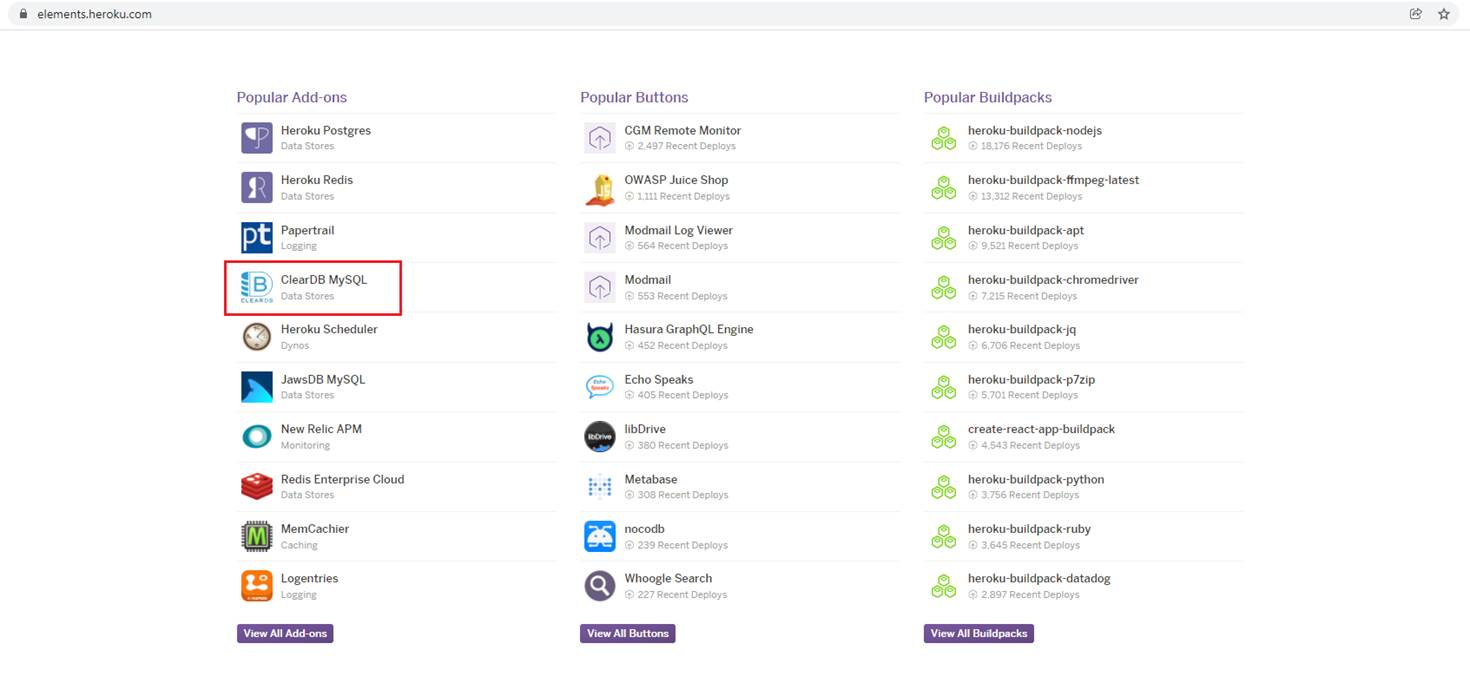 elements.heroku.com
Popular Add-ons
Heroku Postgres
Data Stores
Heroku Redis
Data Stores
pt
Papertrail
Logging
B
CLEARDB
ClearDB MySQL
Data Stores
Heroku Scheduler
Dynos
JawsDB MySQL
Data Stores
New Relic APM
Monitoring
Redis Enterprise Cloud
Data Stores
M
MemCachier
Caching
Logentries
Logging
View All Add-ons
Popular Buttons
CGM Remote Monitor
2,497 Recent Deploys
JS
OWASP Juice Shop
1,111 Recent Deploys
Modmail Log Viewer
564 Recent Deploys
Modmail
553 Recent Deploys
Hasura GraphQL Engine
452 Recent Deploys
Echo
Speaks
Echo Speaks
405 Recent Deploys
libDrive
libDrive
380 Recent Deploys
Metabase
308 Recent Deploys
nocodb
239 Recent Deploys
Whoogle Search
227 Recent Deploys
View All Buttons
Popular Buildpacks
heroku-buildpack-nodejs
18,176 Recent Deploys
heroku-buildpack-ffmpeg-latest
13,312 Recent Deploys
heroku-buildpack-apt
9,521 Recent Deploys
heroku-buildpack-chromedriver
7,215 Recent Deploys
heroku-buildpack-jq
6,706 Recent Deploys
heroku-buildpack-p7zip
5,701 Recent Deploys
create-react-app-buildpack
4,543 Recent Deploys
heroku-buildpack-python
3,756 Recent Deploys
heroku-buildpack-ruby
3,645 Recent Deploys
heroku-buildpack-datadog
2,897 Recent Deploys
View All Buildpacks